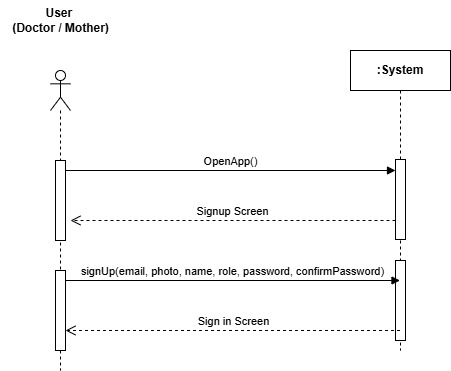 User
(Doctor / Mother)
:System
OpenApp()
Signup Screen
signUp(email, photo, name, role, password, confirmPassword)
Sign in Screen